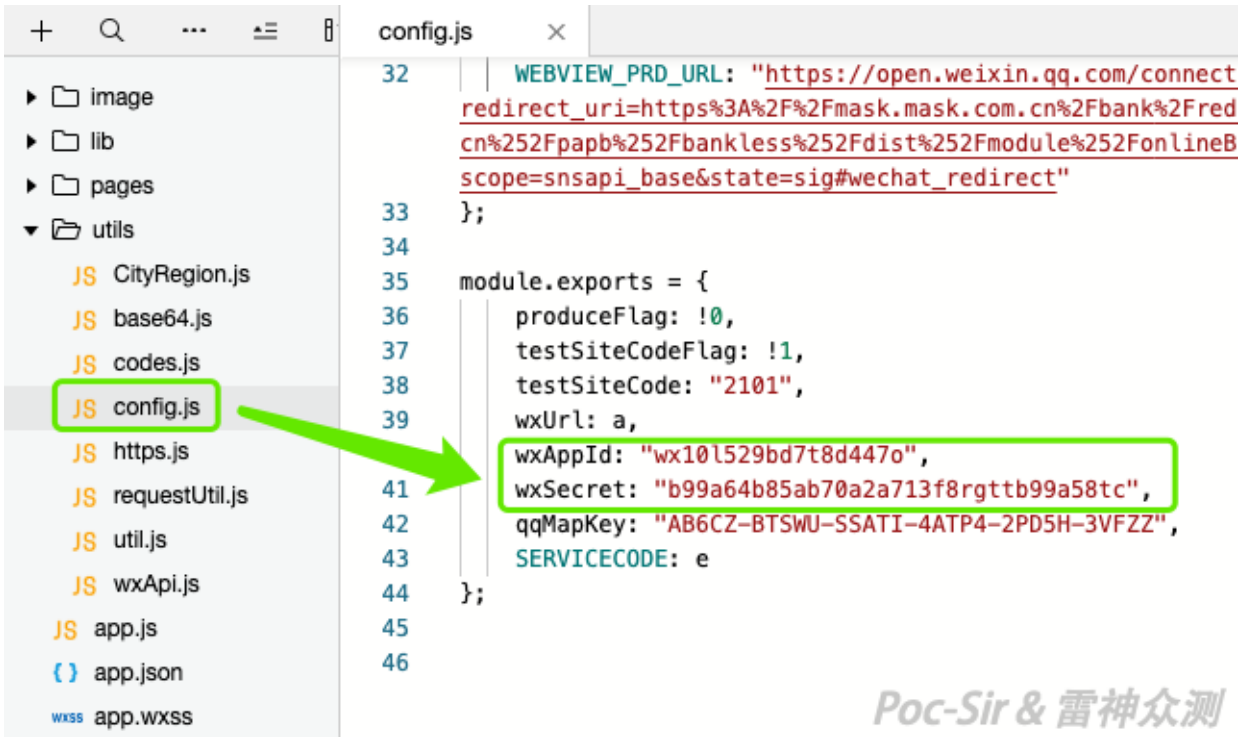 config.js
image
lib
pages
utils
CityRegion.js
base64.js
codes.js
config.js
https.js
requestUtil.js
util.js
wxApi.js
app.js
app.json
app.wxss
32 WEBVIEW_PRD_URL: "https://open.weixin.qq.com/connect
redirect_uri=https%3A%2F%2Fmask.mask.com.cn%2Fbank%2Fred
cn%252Fpapb%252Fbankless%252Fdist%252Fmodule%252FonlineB
scope=snsapi_base&state=sig#wechat_redirect"
33 };
34
35 module.exports = {
36 produceFlag: !0,
37 testSiteCodeFlag: !1,
38 testSiteCode: "2101",
39 wxUrl: a,
wxAppId: "wx10l529bd7t8d447o",
41 wxSecret: "b99a64b85ab70a2a713f8rgttb99a58tc",
42 qqMapKey: "AB6CZ-BTSWU-SSATI-4ATP4-2PD5H-3VFZZ",
43 SERVICECODE: e
44 };
45
46
Poc-Sir & 雷神众测